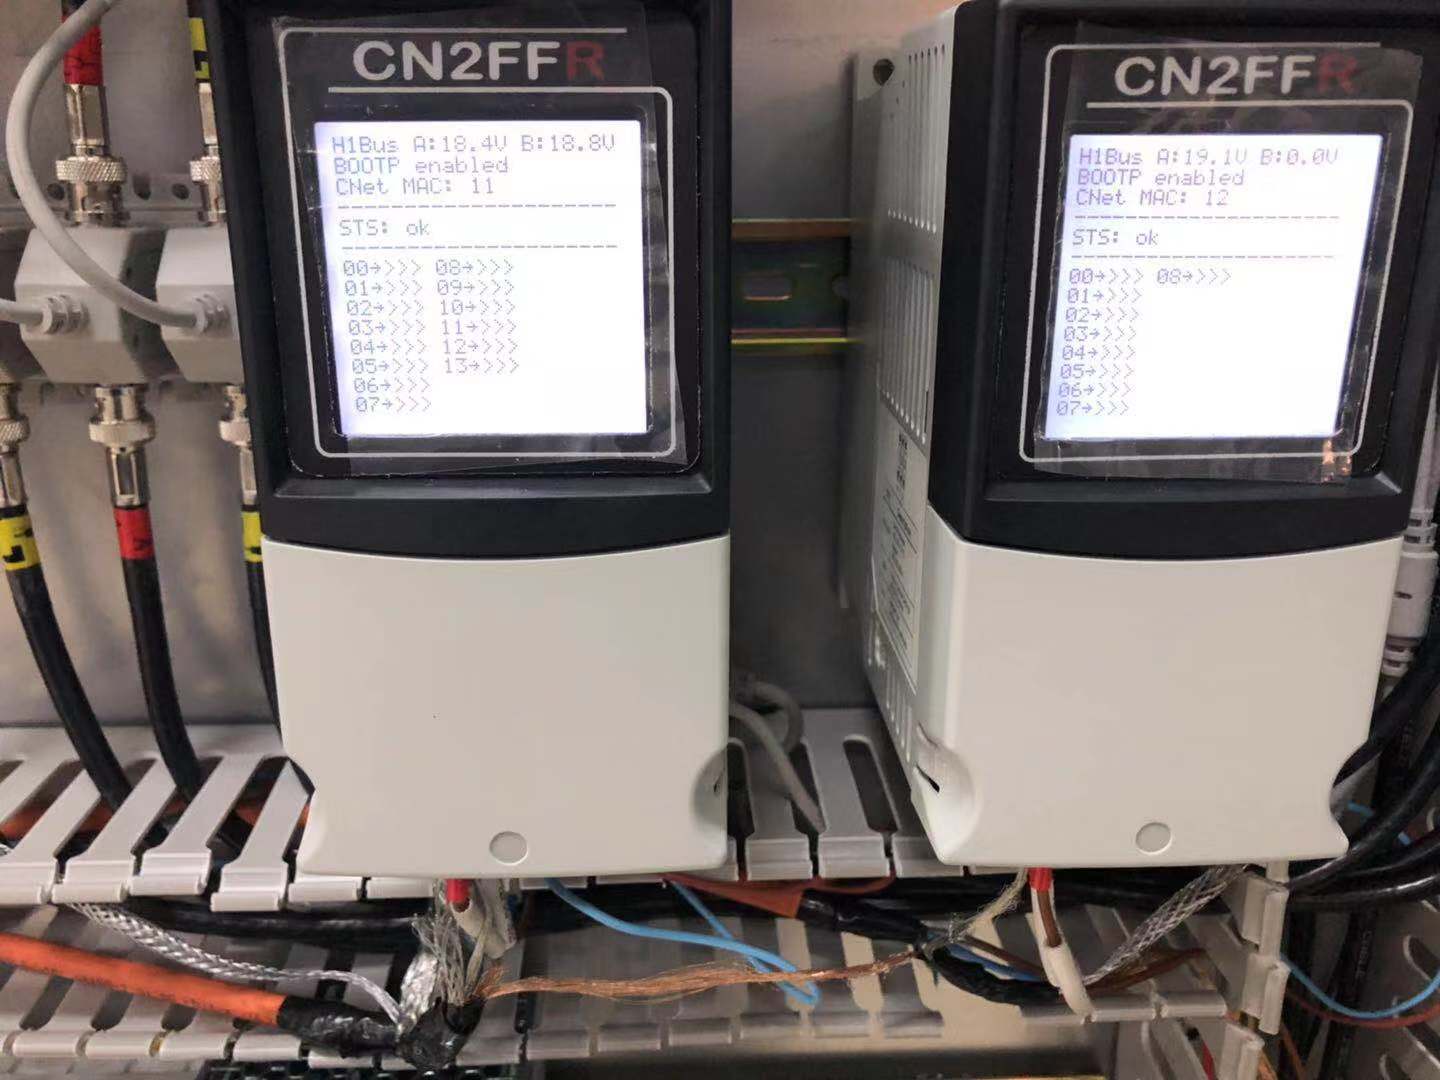 CN2FFR
H1Bus A:18.4V B:18.8V
BOOTP enabled
CNet MAC: 11
STS: ok
00→>>> 08→>>>
01→>>> 09→>>>
02→>>> 10→>>>
03→>>> 11→>>>
04→>>> 12→>>>
05→>>> 13→>>>
06→>>>
07→>>>
CN2FFR
H1Bus A:19.1V B:0.0V
BOOTP enabled
CNet MAC: 12
STS: ok
00→>>> 08→>>>
01→>>>
02→>>>
03→>>>
04→>>>
05→>>>
06→>>>
07→>>>